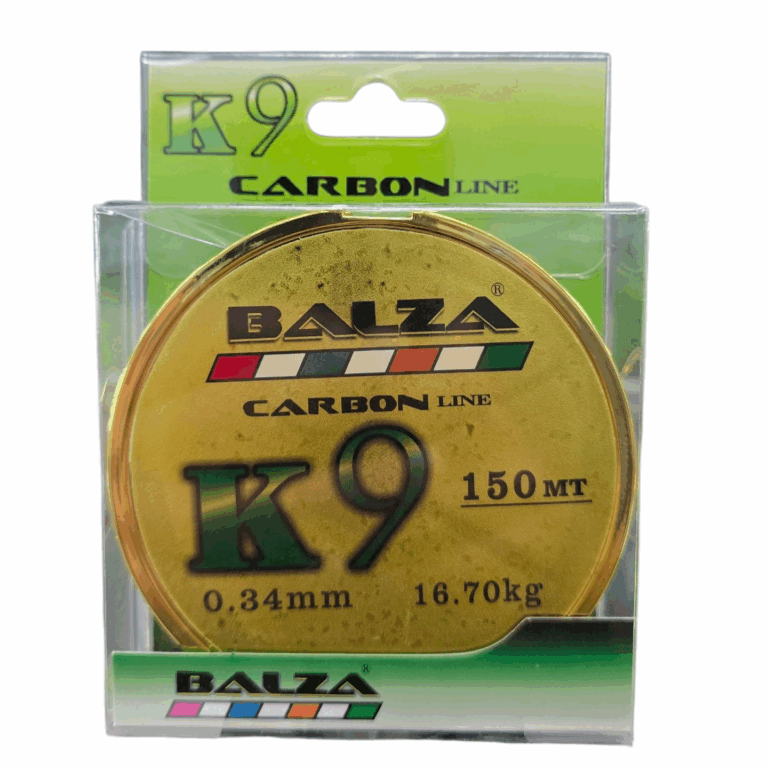 K9
CARBON LINE
BALZA®
CARBON LINE
K9
150 MT
0.34mm 16.70kg
BALZA®